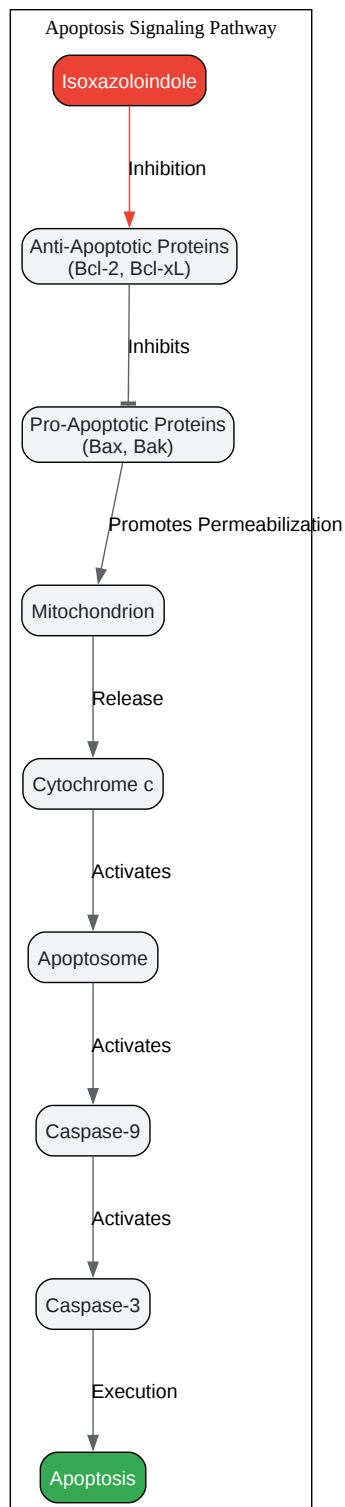 Apoptosis Signaling Pathway
Isoxazoloindole
Inhibition
Anti-Apoptotic Proteins
(Bcl-2, Bcl-xL)
Inhibits
Pro-Apoptotic Proteins
(Bax, Bak)
Promotes Permeabilization
Mitochondrion
Release
Cytochrome c
Activates
Apoptosome
Activates
Caspase-9
Activates
Caspase-3
Execution
Apoptosis